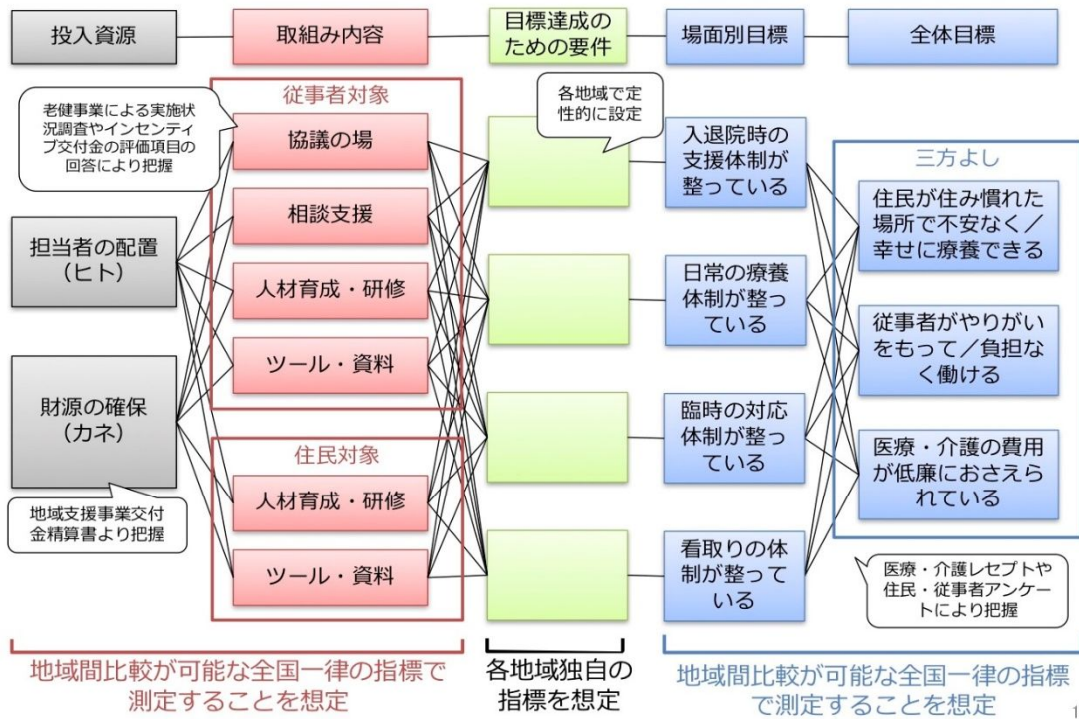 投入資源
取組み内容
目標達成の
ための要件
場面別目標
全体目標
老健事業による実施状
況調査やインセンティ
ブ交付金の評価項目の
回答により把握
担当者の配置
（ヒト）
財源の確保
（カネ）
地域支援事業交付
金精算書より把握
従事者対象
協議の場
相談支援
人材育成・研修
ツール・資料
住民対象
人材育成・研修
ツール・資料
各地域で定
性的に設定
入退院時の
支援体制が
整っている
日常の療養
体制が整っ
ている
臨時の対応
体制が整っ
ている
看取りの体
制が整って
いる
三方よし
住民が住み慣れた
場所で不安なく／
幸せに療養できる
従事者がやりがい
をもって／負担な
く働ける
医療・介護の費用
が低廉におさえら
れている
医療・介護レセプトや
住民・従事者アンケー
トにより把握
地域間比較が可能な全国一律の指標で
測定することを想定
各地域独自の
指標を想定
地域間比較が可能な全国一律の指標
で測定することを想定
1